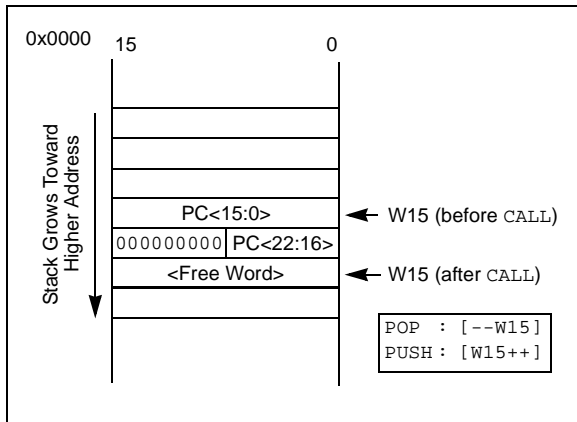 0x0000
15 0
Stack Grows Toward
Higher Address
PC<15:0>
W15 (before CALL)
000000000 PC<22:16>
<Free Word>
W15 (after CALL)
POP : [--W15]
PUSH : [W15++]